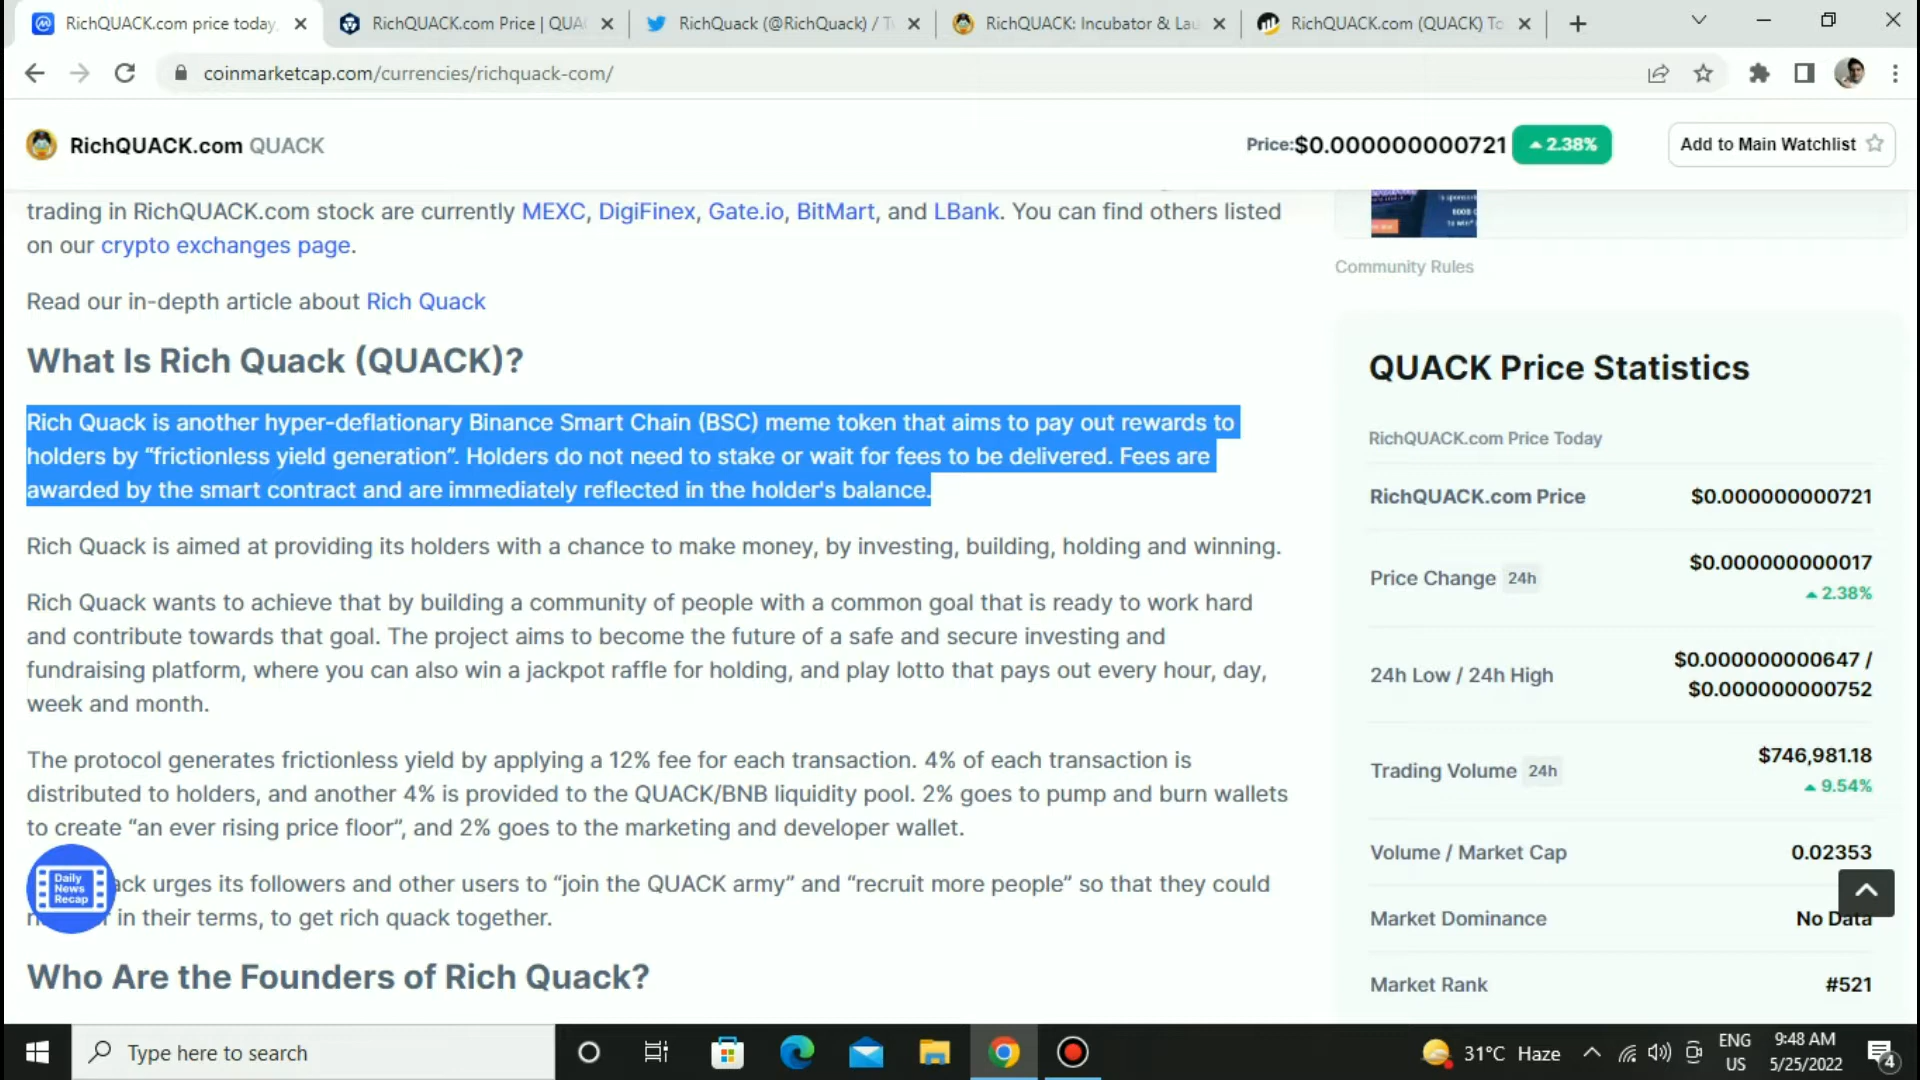 RichQUACK.com price today,
RichQUACK.com Price | QUA
RichQuack (@RichQuack) / T
RichQUACK: Incubator & Lau
RichQUACK.com (QUACK) To
coinmarketcap.com/currencies/richquack-com/
RichQUACK.com QUACK
Price:$0.000000000721
2.38%
Add to Main Watchlist
trading in RichQUACK.com stock are currently MEXC, DigiFinex, Gate.io, BitMart, and LBank. You can find others listed
on our crypto exchanges page.
Read our in-depth article about Rich Quack
What Is Rich Quack (QUACK)?
Rich Quack is another hyper-deflationary Binance Smart Chain (BSC) meme token that aims to pay out rewards to
holders by “frictionless yield generation”. Holders do not need to stake or wait for fees to be delivered. Fees are
awarded by the smart contract and are immediately reflected in the holder's balance.
Rich Quack is aimed at providing its holders with a chance to make money, by investing, building, holding and winning.
Rich Quack wants to achieve that by building a community of people with a common goal that is ready to work hard
and contribute towards that goal. The project aims to become the future of a safe and secure investing and
fundraising platform, where you can also win a jackpot raffle for holding, and play lotto that pays out every hour, day,
week and month.
The protocol generates frictionless yield by applying a 12% fee for each transaction. 4% of each transaction is
distributed to holders, and another 4% is provided to the QUACK/BNB liquidity pool. 2% goes to pump and burn wallets
to create “an ever rising price floor”, and 2% goes to the marketing and developer wallet.
ack urges its followers and other users to “join the QUACK army” and “recruit more people” so that they could
in their terms, to get rich quack together.
Daily
News
Recap
Who Are the Founders of Rich Quack?
Community Rules
QUACK Price Statistics
RichQUACK.com Price Today
RichQUACK.com Price $0.000000000721
Price Change 24h $0.000000000017
2.38%
24h Low / 24h High $0.000000000647 /
$0.000000000752
Trading Volume 24h $746,981.18
9.54%
Volume / Market Cap 0.02353
Market Dominance No Data
Market Rank #521
Type here to search
31°C Haze
ENG
US
9:48 AM
5/25/2022
4